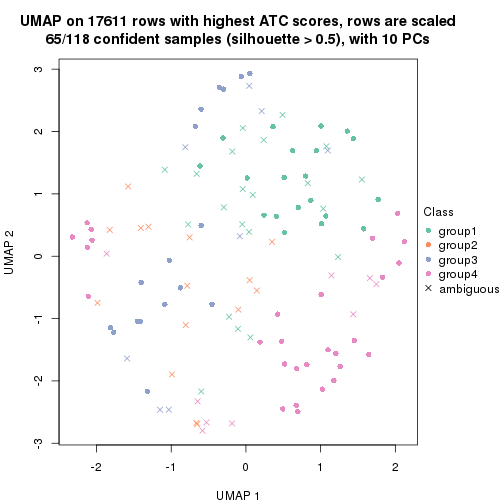 UMAP on 17611 rows with highest ATC scores, rows are scaled
65/118 confident samples (silhouette > 0.5), with 10 PCs
3
2
1
0
-1
-2
-3
UMAP 2
-2
-1
0
1
2
UMAP 1
Class
group1
group2
group3
group4
ambiguous